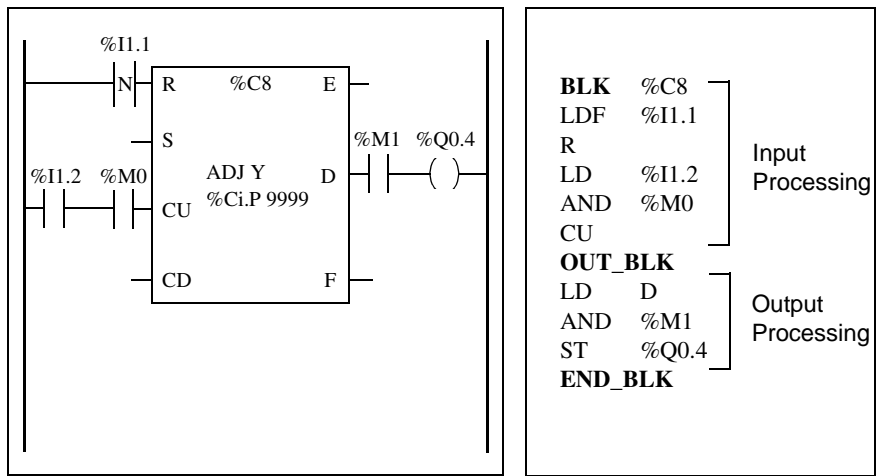 %I1.1
N R %C8 E
S
%M1 %Q0.4
%I1.2 %M0 ADJ Y D
%Ci.P 9999
CU
CD F
BLK %C8
LDF %I1.1
R
LD %I1.2
AND %M0
CU
OUT_BLK
LD D
AND %M1
ST %Q0.4
END_BLK
Input
Processing
Output
Processing